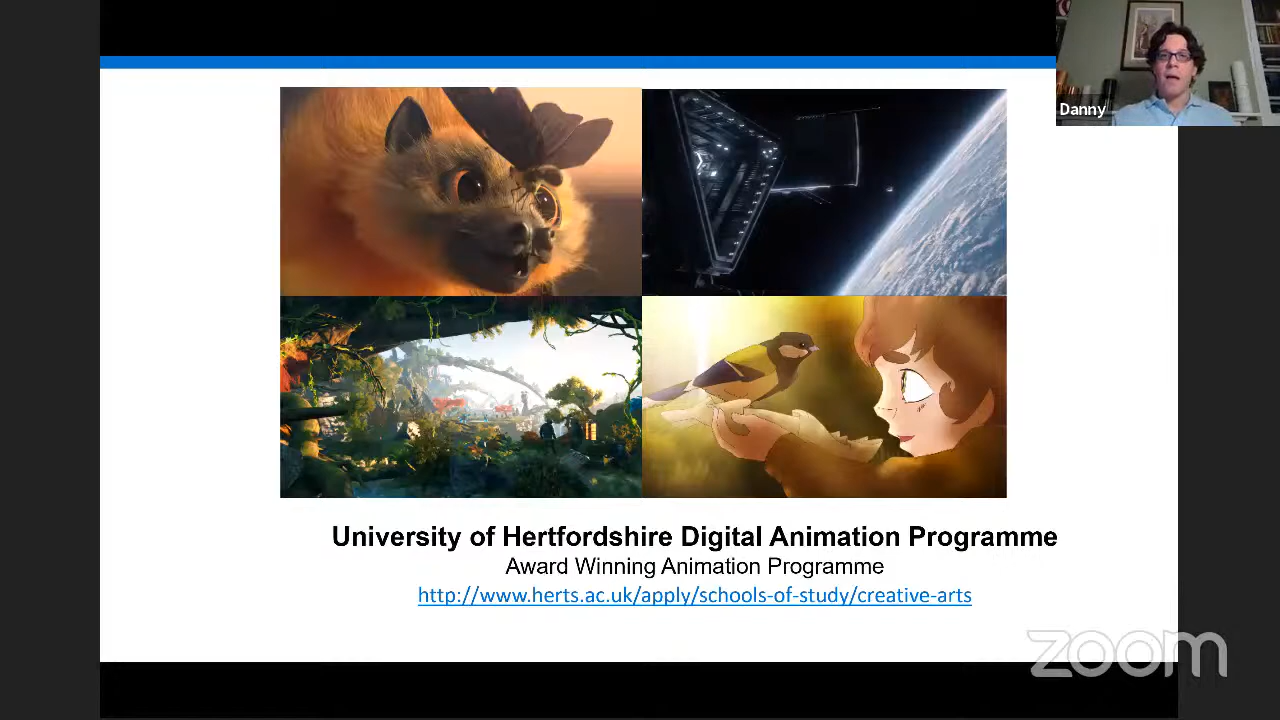 Danny
University of Hertfordshire Digital Animation Programme
Award Winning Animation Programme
http://www.herts.ac.uk/apply/schools-of-study/creative-arts
zoom